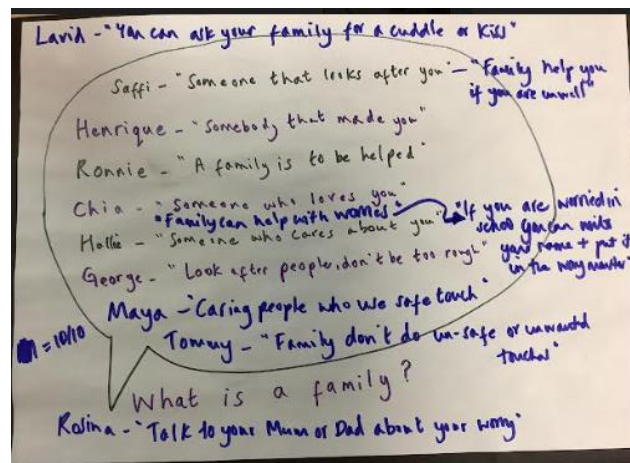 Lavid - "You can ask your family for a cuddle or Kiss"
Saffi - "Someone that looks after you" - "Family help you if you are unwell"
Henrique - "Somebody that made you"
Ronnie - "A family is to be helped"
Chia - "Someone who loves you"
"Family can help with worries" "If you are worried in school you can write your name + put it in the worry monster"
Hollie - "Someone who cares about you"
George - "Look after people, don't be too rough"
Maya - "Caring people who use safe touch"
= 10/10
Tommy - "Family don't do un-safe or unwanted touches"
What is a family?
Rosina - "Talk to your Mum or Dad about your worry"